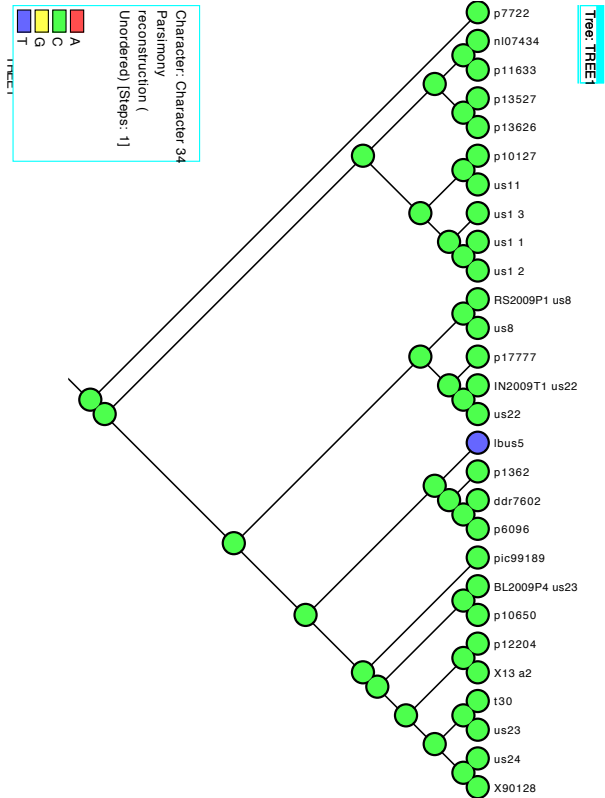 Tree: TREE1
Character: Character 34
Parsimony
reconstruction (
Unordered) [Steps: 1]
A
C
G
T
p7722
nl07434
p11633
p13527
p13626
p10127
us11
us1 3
us1 1
us1 2
RS2009P1 us8
us8
p17777
IN2009T1 us22
us22
lbus5
p1362
ddr7602
p6096
pic99189
BL2009P4 us23
p10650
p12204
X13 a2
t30
us23
us24
X90128